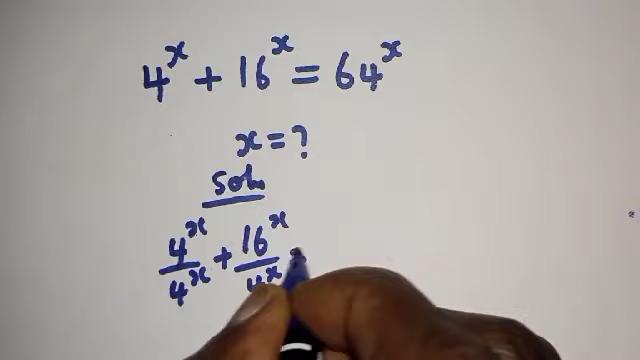 4^x + 16^x = 64^x
x = ?
Soln
4^x/4^x + 16^x/4^x =